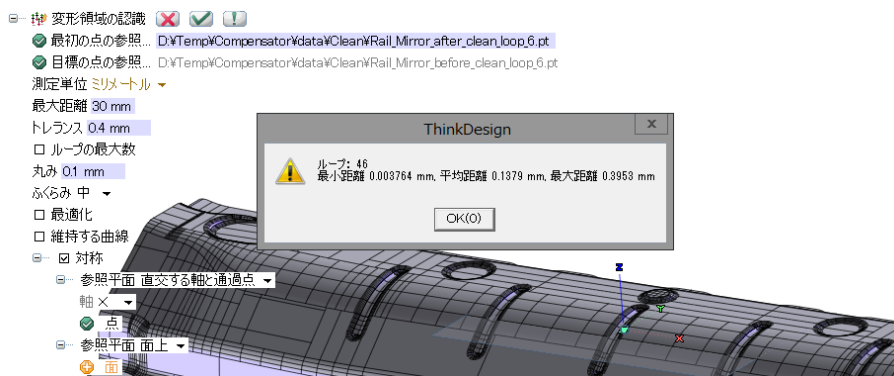 変形領域の認識
最初の点の参照... D:¥Temp¥Compensator¥data¥Clean¥Rail_Mirror_after_clean_loop_6.pt
目標の点の参照... D:¥Temp¥Compensator¥data¥Clean¥Rail_Mirror_before_clean_loop_6.pt
測定単位 ミリメートル
最大距離 30 mm
トレランス 0.4 mm
ループの最大数
丸み 0.1 mm
ふくらみ 中
最適化
維持する曲線
対称
参照平面 直交する軸と通過点
軸 X
点
参照平面 面上
面
ThinkDesign
x
ループ: 46
最小距離 0.003764 mm, 平均距離 0.1379 mm, 最大距離 0.3953 mm
OK(O)
Z
Y
X